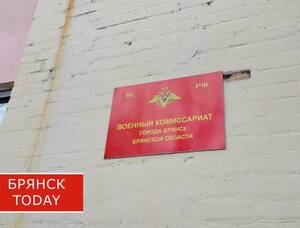 ВС РФ
ВОЕННЫЙ КОМИССАРИАТ
ГОРОДА БРЯНСК
БРЯНСКОЙ ОБЛАСТИ
БРЯНСК
TODAY